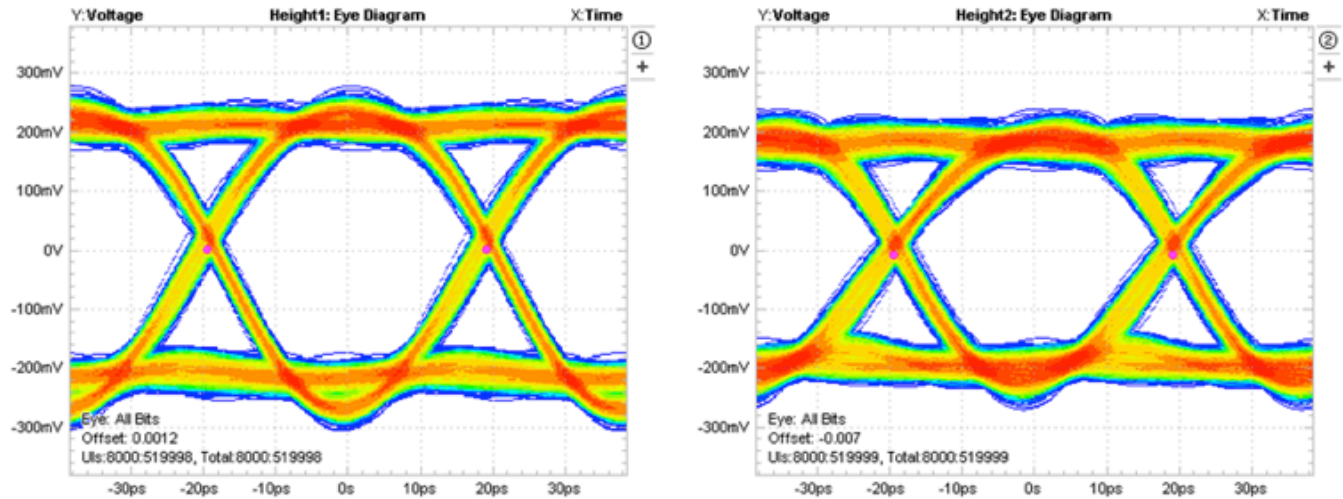 Y:Voltage Height1: Eye Diagram X:Time
①
+
300mV
200mV
100mV
0V
-100mV
-200mV
-300mV
Eye: All Bits
Offset: 0.0012
UIs:8000:519998, Total:8000:519998
-30ps -20ps -10ps 0s 10ps 20ps 30ps
Y:Voltage Height2: Eye Diagram X:Time
②
+
300mV
200mV
100mV
0V
-100mV
-200mV
-300mV
Eye: All Bits
Offset: -0.007
UIs:8000:519999, Total:8000:519999
-30ps -20ps -10ps 0s 10ps 20ps 30ps